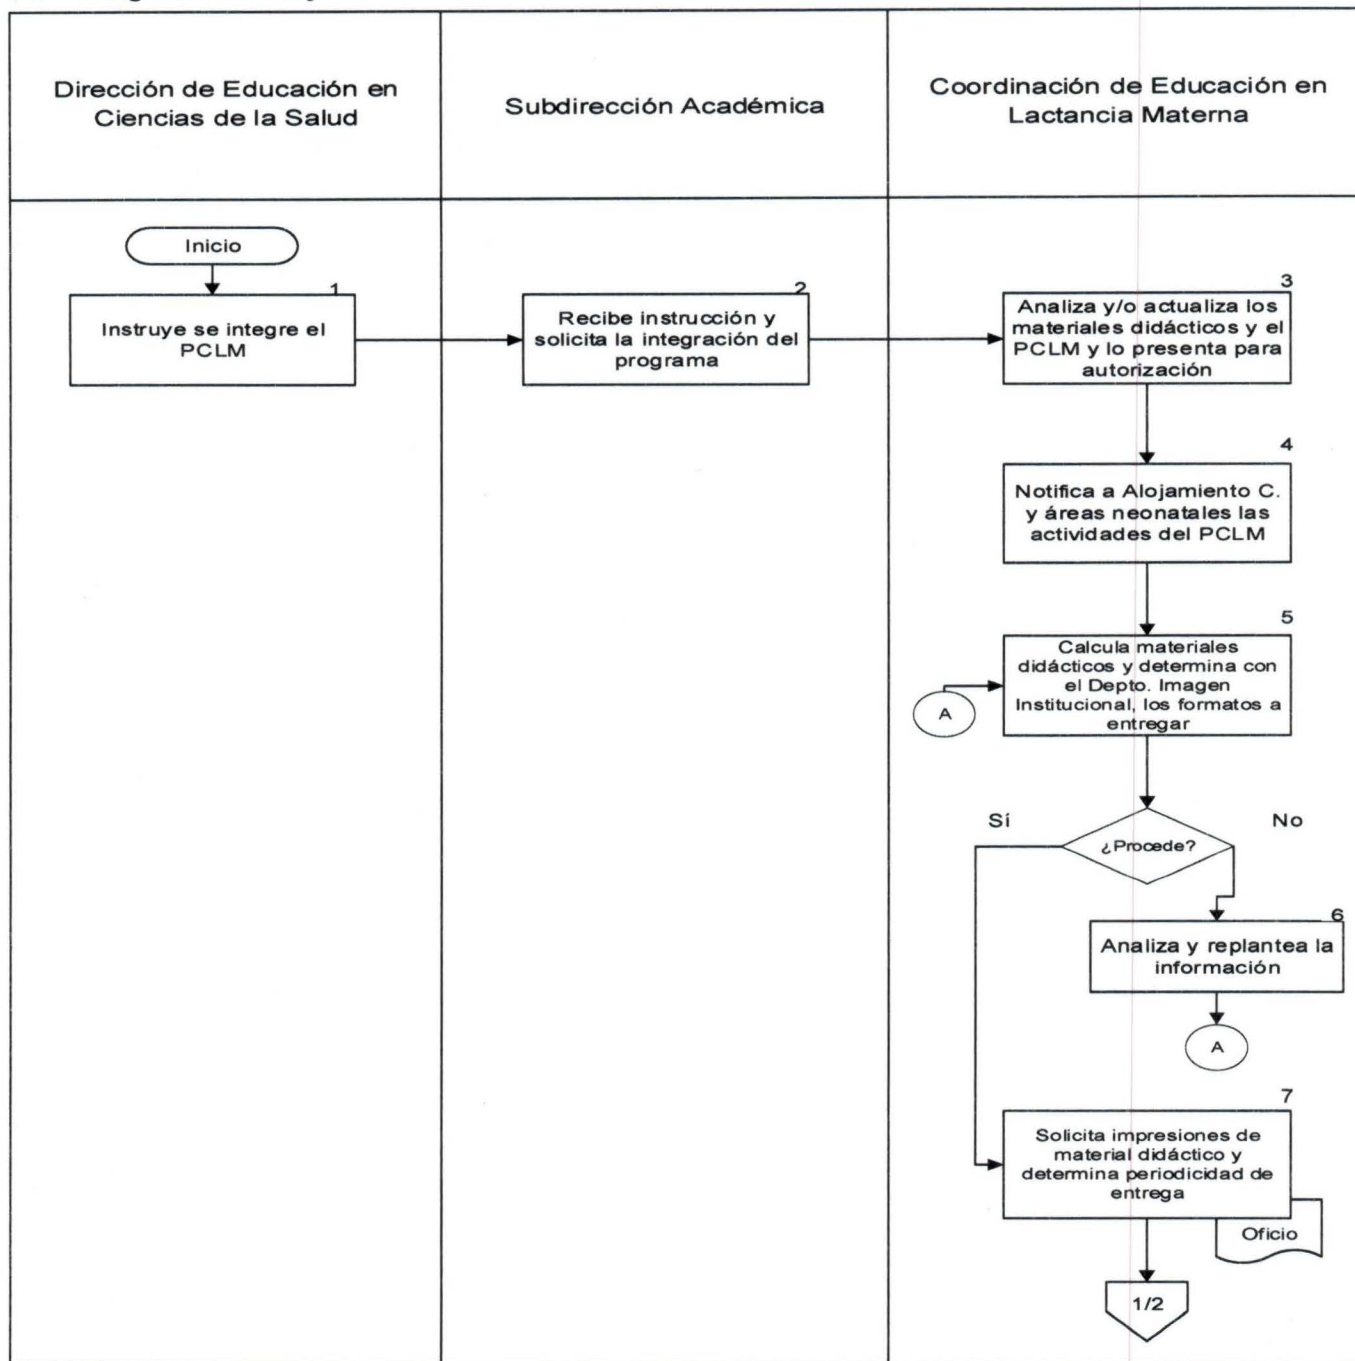 Dirección de Educación en
Ciencias de la Salud
Subdirección Académica
Coordinación de Educación en
Lactancia Materna
Inicio
1
Instruye se integre el
PCLM
2
Recibe instrucción y
solicita la integración del
programa
3
Analiza y/o actualiza los
materiales didácticos y el
PCLM y lo presenta para
autorización
4
Notifica a Alojamiento C.
y áreas neonatales las
actividades del PCLM
5
Calcula materiales
didácticos y determina con
el Depto. Imagen
Institucional, los formatos a
entregar
A
Sí
¿Procede?
No
6
Analiza y replantea la
información
A
7
Solicita impresiones de
material didáctico y
determina periodicidad de
entrega
Oficio
1/2